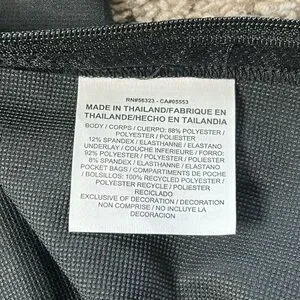 RN#56323 - CA#05553
MADE IN THAILAND/FABRIQUE EN
THAILANDE/HECHO EN TAILANDIA
BODY / CORPS / CUERPO: 88% POLYESTER /
POLYESTER / POLIESTER
12% SPANDEX / ELASTHANNE / ELASTANO
UNDERLAY / COUCHE INFERIEURE / FORRO:
92% POLYESTER / POLYESTER / POLIESTER
8% SPANDEX / ELASTHANNE / ELASTANO
POCKET BAGS / COMPARTIMENTS DE POCHE
/ BOLSILLOS: 100% RECYCLED POLYESTER /
POLYESTER RECYCLE / POLIESTER
RECICLADO
EXCLUSIVE OF DECORATION / DECORATION
NON COMPRISE / NO INCLUYE LA
DECORACION